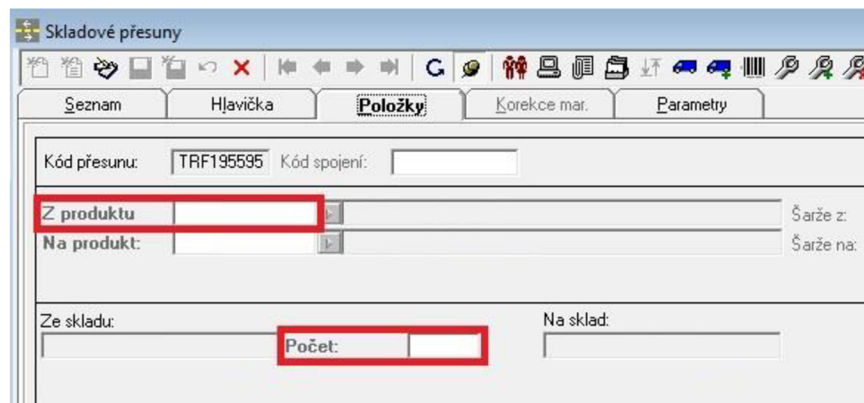 Skladové přesuny
Seznam Hlavička Položky Korekce mar. Parametry
Kód přesunu: TRF195595 Kód spojení:
Z produktu Šarže z:
Na produkt: Šarže na:
Ze skladu: Na sklad:
Počet: